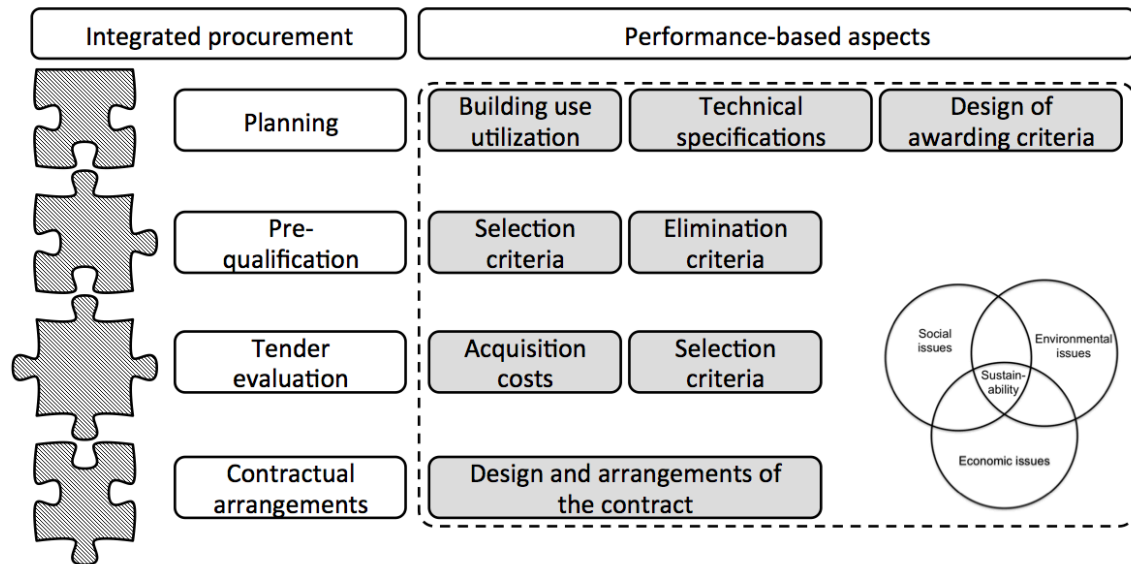 Integrated procurement
Performance-based aspects
Planning
Building use
utilization
Technical
specifications
Design of
awarding criteria
Pre-
qualification
Selection
criteria
Elimination
criteria
Tender
evaluation
Acquisition
costs
Selection
criteria
Social
issues
Environmental
issues
Sustain-
ability
Economic issues
Contractual
arrangements
Design and arrangements of
the contract